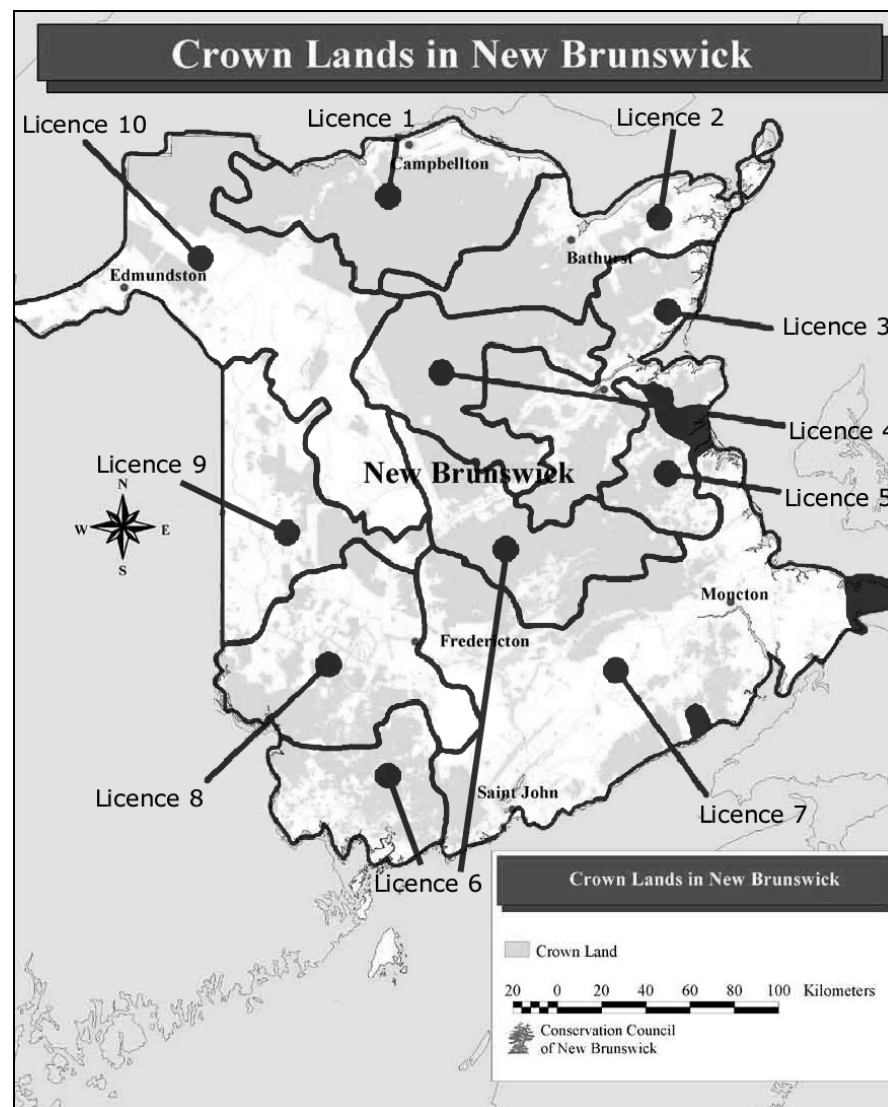 Crown Lands in New Brunswick
Licence 10
Licence 1
Licence 2
Campbellton
Bathurst
Edmundston
Licence 3
Licence 4
New Brunswick
Licence 9
Licence 5
N
W E
S
Moncton
Fredericton
Licence 8
Saint John
Licence 7
Licence 6
Crown Lands in New Brunswick
Crown Land
20 0 20 40 60 80 100 Kilometers
Conservation Council
of New Brunswick